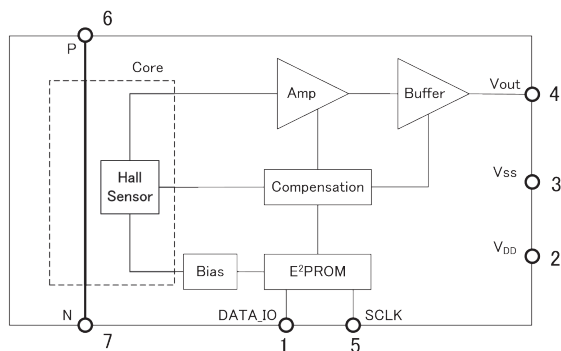 6
P
Core
Amp
Buffer
Vout
4
Hall
Sensor
Compensation
Vss
3
VDD
2
Bias
E²PROM
N
DATA_IO
SCLK
7
1
5